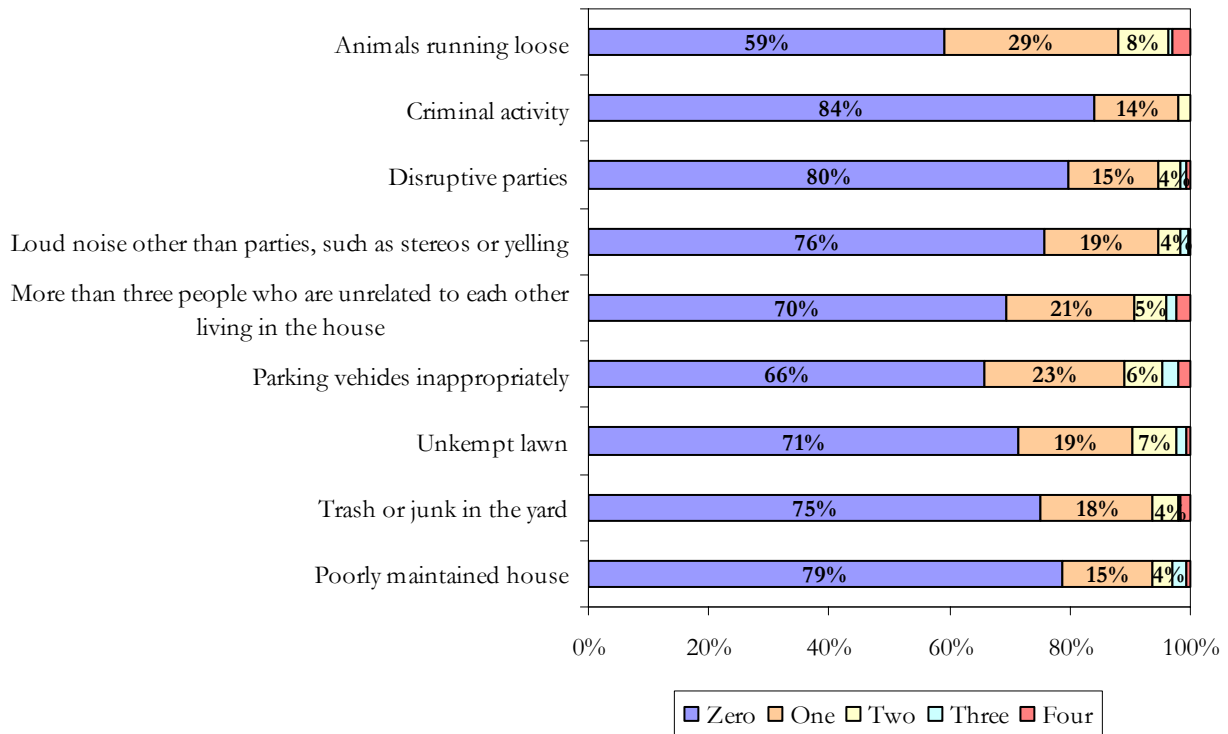 Animals running loose
59% 29% 8%
Criminal activity
84% 14%
Disruptive parties
80% 15% 4%
Loud noise other than parties, such as stereos or yelling
76% 19% 4%
More than three people who are unrelated to each other
living in the house
70% 21% 5%
Parking vehicles inappropriately
66% 23% 6%
Unkempt lawn
71% 19% 7%
Trash or junk in the yard
75% 18% 4%
Poorly maintained house
79% 15% 4%
0% 20% 40% 60% 80% 100%
Zero One Two Three Four